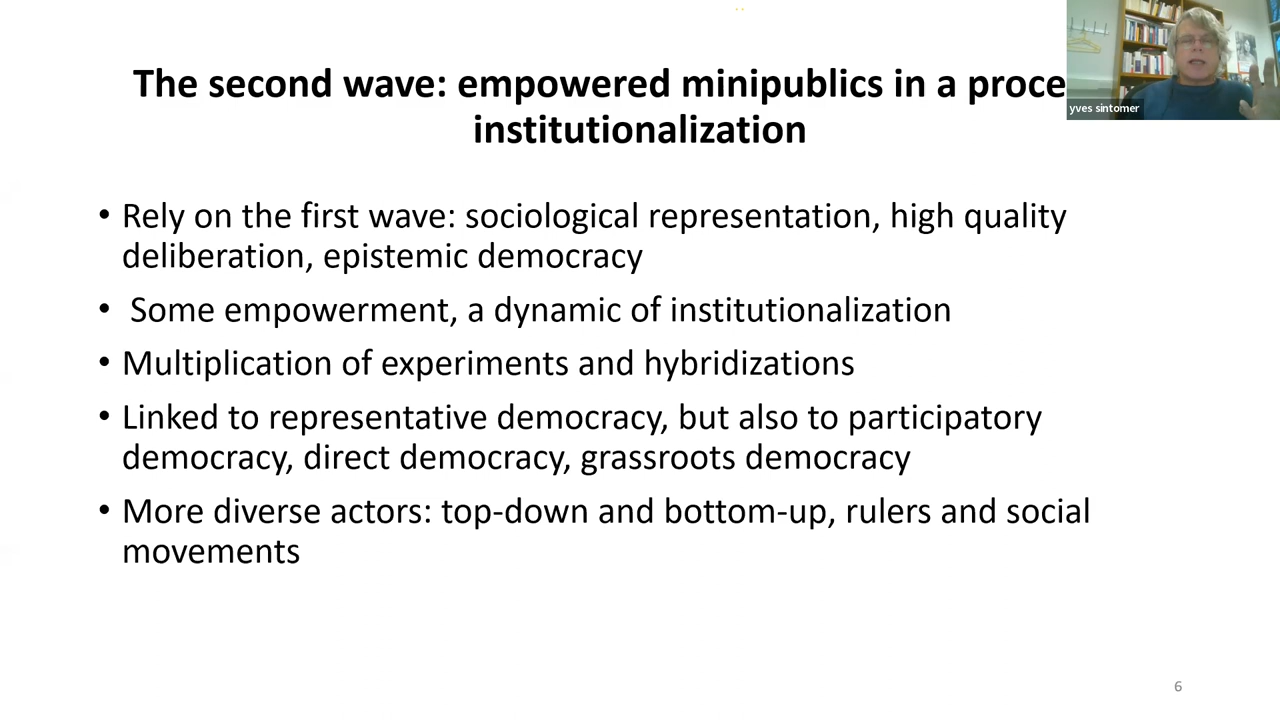 The second wave: empowered minipublics in a proce
institutionalization
yves sintomer
• Rely on the first wave: sociological representation, high quality
deliberation, epistemic democracy
• Some empowerment, a dynamic of institutionalization
• Multiplication of experiments and hybridizations
• Linked to representative democracy, but also to participatory
democracy, direct democracy, grassroots democracy
• More diverse actors: top-down and bottom-up, rulers and social
movements
6